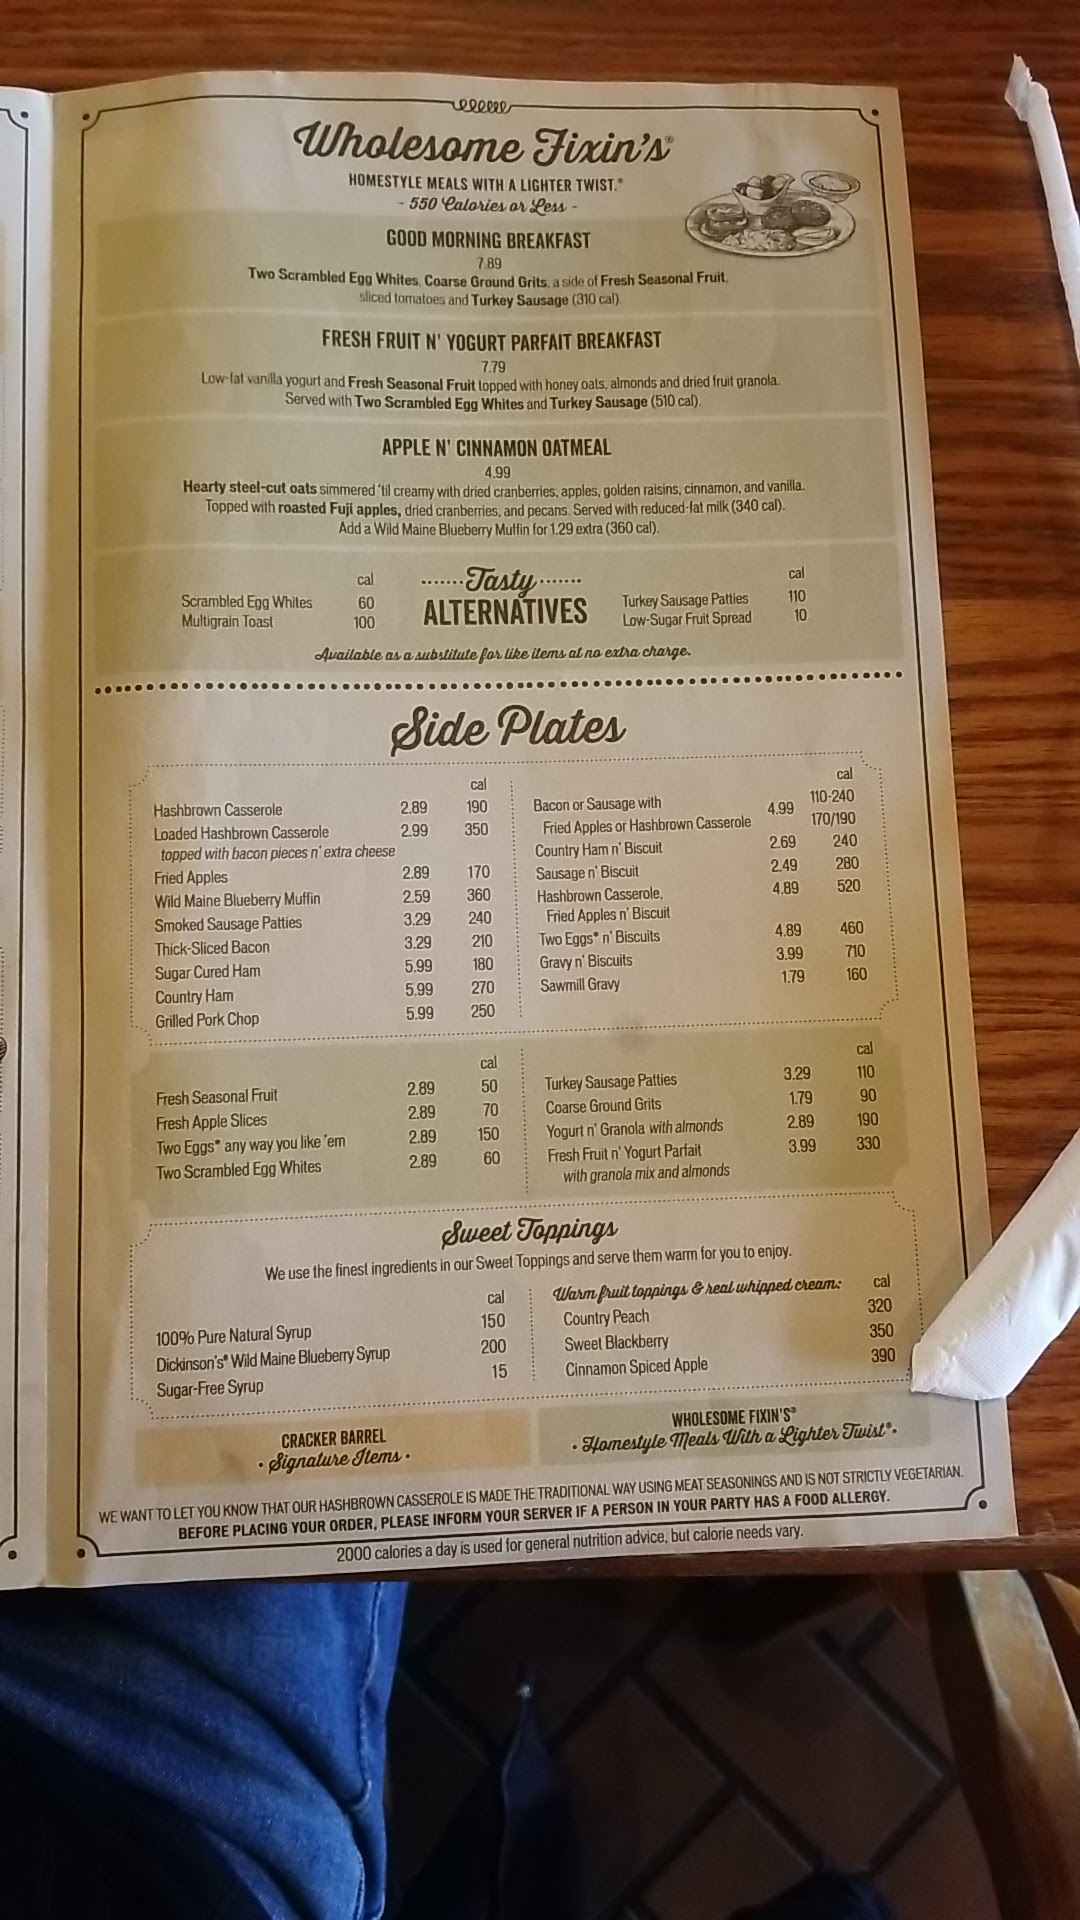 Wholesome Fixin's®
HOMESTYLE MEALS WITH A LIGHTER TWIST.®
- 550 Calories or Less -
GOOD MORNING BREAKFAST
7.89
Two Scrambled Egg Whites, Coarse Ground Grits, a side of Fresh Seasonal Fruit,
sliced tomatoes and Turkey Sausage (310 cal).
FRESH FRUIT N' YOGURT PARFAIT BREAKFAST
7.79
Low-fat vanilla yogurt and Fresh Seasonal Fruit topped with honey oats, almonds and dried fruit granola.
Served with Two Scrambled Egg Whites and Turkey Sausage (510 cal).
APPLE N' CINNAMON OATMEAL
4.99
Hearty steel-cut oats simmered 'til creamy with dried cranberries, apples, golden raisins, cinnamon, and vanilla.
Topped with roasted Fuji apples, dried cranberries, and pecans. Served with reduced-fat milk (340 cal).
Add a Wild Maine Blueberry Muffin for 1.29 extra (360 cal).
Tasty
ALTERNATIVES
cal
Scrambled Egg Whites 60
Multigrain Toast 100
cal
Turkey Sausage Patties 110
Low-Sugar Fruit Spread 10
Available as a substitute for like items at no extra charge.
Side Plates
cal
Hashbrown Casserole 2.89 190
Loaded Hashbrown Casserole 2.99 350
topped with bacon pieces n' extra cheese
Fried Apples 2.89 170
Wild Maine Blueberry Muffin 2.59 360
Smoked Sausage Patties 3.29 240
Thick-Sliced Bacon 3.29 210
Sugar Cured Ham 5.99 180
Country Ham 5.99 270
Grilled Pork Chop 5.99 250
cal
Bacon or Sausage with 4.99 110-240
Fried Apples or Hashbrown Casserole 170/190
Country Ham n' Biscuit 2.69 240
Sausage n' Biscuit 2.49 280
Hashbrown Casserole, 4.89 520
Fried Apples n' Biscuit
Two Eggs* n' Biscuits 4.89 460
Gravy n' Biscuits 3.99 710
Sawmill Gravy 1.79 160
cal
Fresh Seasonal Fruit 2.89 50
Fresh Apple Slices 2.89 70
Two Eggs* any way you like 'em 2.89 150
Two Scrambled Egg Whites 2.89 60
cal
Turkey Sausage Patties 3.29 110
Coarse Ground Grits 1.79 90
Yogurt n' Granola with almonds 2.89 190
Fresh Fruit n' Yogurt Parfait 3.99 330
with granola mix and almonds
Sweet Toppings
We use the finest ingredients in our Sweet Toppings and serve them warm for you to enjoy.
cal
100% Pure Natural Syrup 150
Dickinson's® Wild Maine Blueberry Syrup 200
Sugar-Free Syrup 15
Warm fruit toppings & real whipped cream: cal
Country Peach 320
Sweet Blackberry 350
Cinnamon Spiced Apple 390
CRACKER BARREL
• Signature Items •
WHOLESOME FIXIN'S®
• Homestyle Meals With a Lighter Twist® •
WE WANT TO LET YOU KNOW THAT OUR HASHBROWN CASSEROLE IS MADE THE TRADITIONAL WAY USING MEAT SEASONINGS AND IS NOT STRICTLY VEGETARIAN.
BEFORE PLACING YOUR ORDER, PLEASE INFORM YOUR SERVER IF A PERSON IN YOUR PARTY HAS A FOOD ALLERGY.
2000 calories a day is used for general nutrition advice, but calorie needs vary.